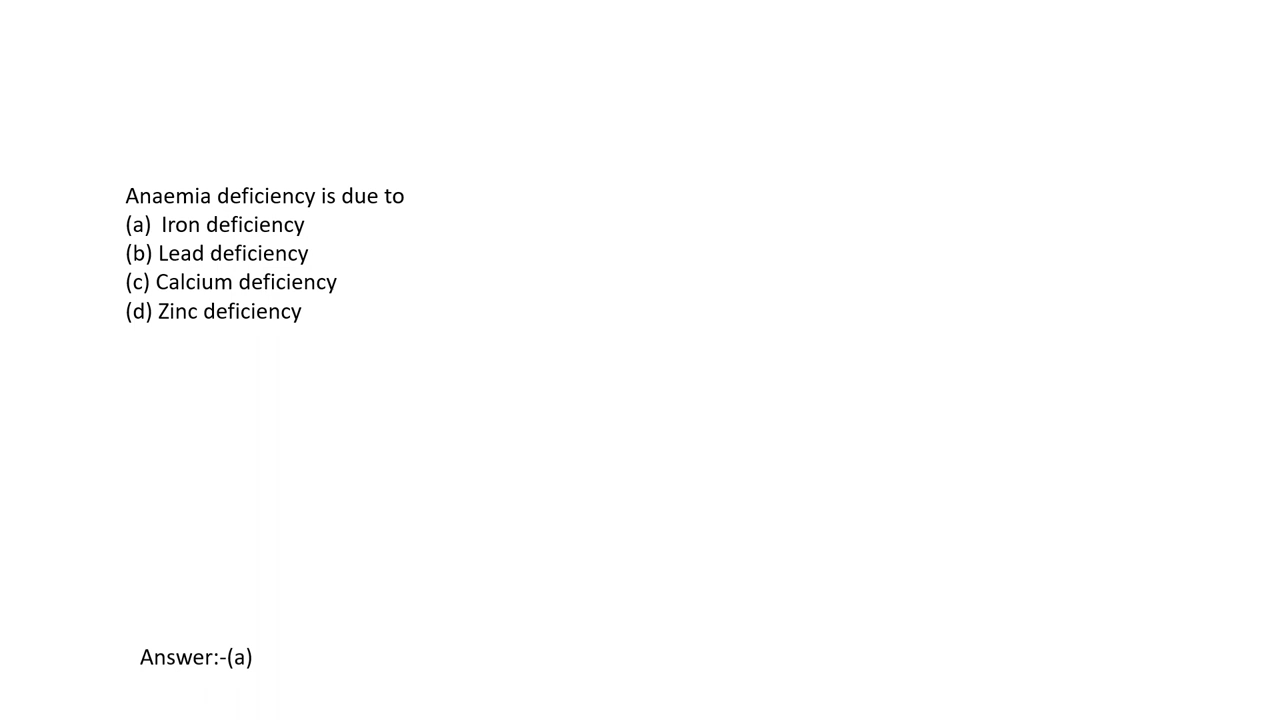 Anaemia deficiency is due to
(a) Iron deficiency
(b) Lead deficiency
(c) Calcium deficiency
(d) Zinc deficiency
Answer:-(a)